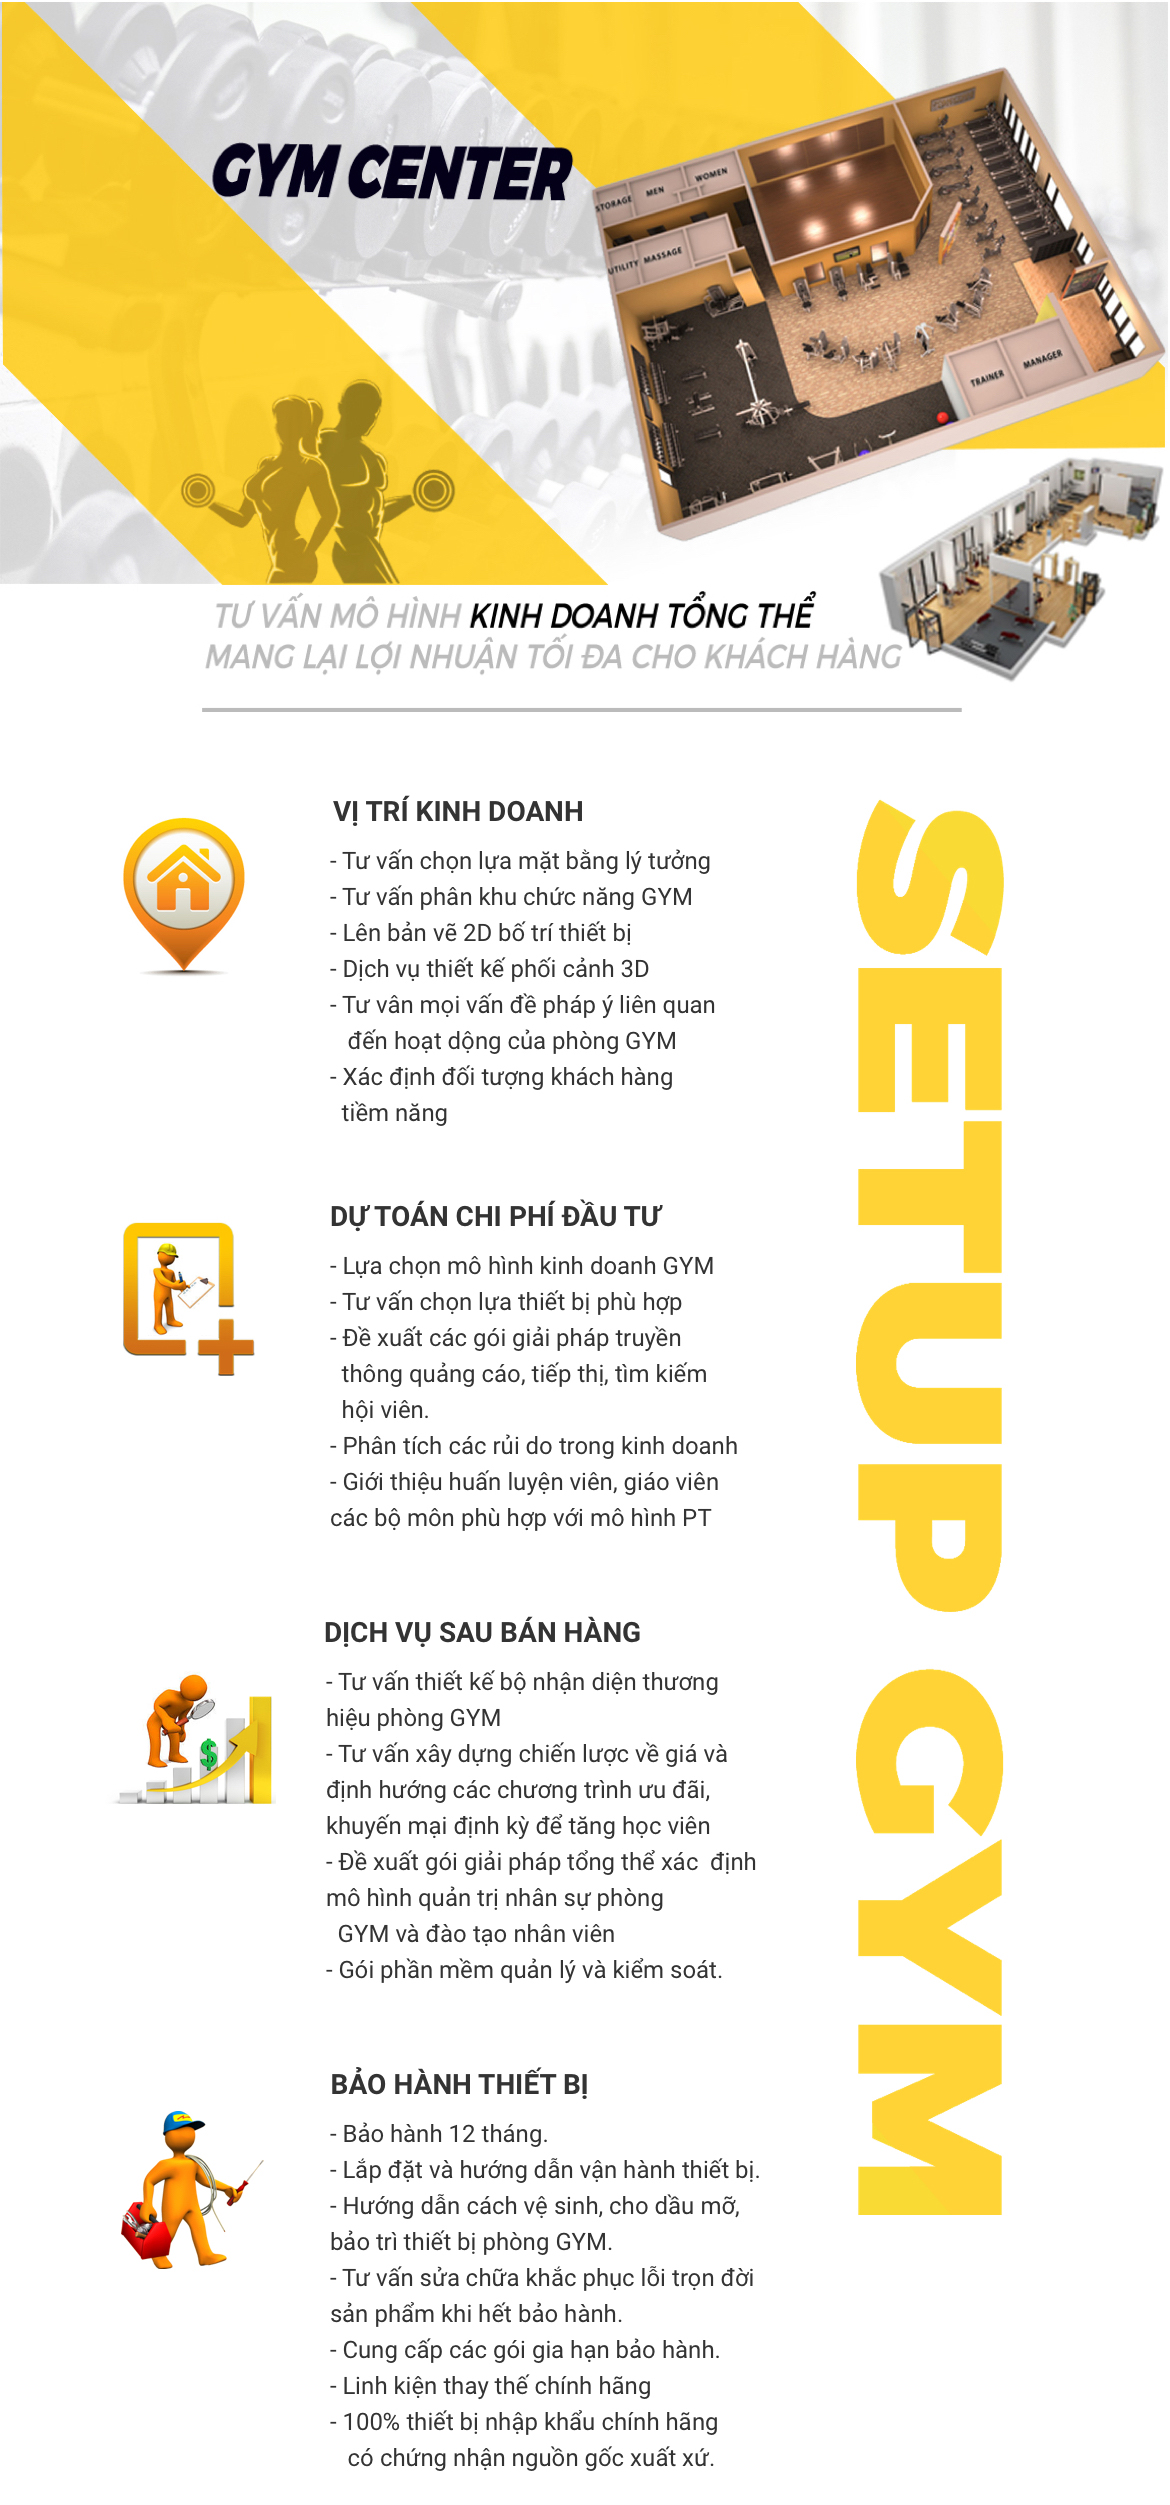 GYM CENTER
STORAGE
MEN
WOMEN
UTILITY
MASSAGE
TRAINER
MANAGER
TƯ VẤN MÔ HÌNH KINH DOANH TỔNG THỂ
MANG LẠI LỢI NHUẬN TỐI ĐA CHO KHÁCH HÀNG
VỊ TRÍ KINH DOANH
- Tư vấn chọn lựa mặt bằng lý tưởng
- Tư vấn phân khu chức năng GYM
- Lên bản vẽ 2D bố trí thiết bị
- Dịch vụ thiết kế phối cảnh 3D
- Tư vân mọi vấn đề pháp ý liên quan
đến hoạt dộng của phòng GYM
- Xác định đối tượng khách hàng
tiềm năng
DỰ TOÁN CHI PHÍ ĐẦU TƯ
- Lựa chọn mô hình kinh doanh GYM
- Tư vấn chọn lựa thiết bị phù hợp
- Đề xuất các gói giải pháp truyền
thông quảng cáo, tiếp thị, tìm kiếm
hội viên.
- Phân tích các rủi do trong kinh doanh
- Giới thiệu huấn luyện viên, giáo viên
các bộ môn phù hợp với mô hình PT
DỊCH VỤ SAU BÁN HÀNG
- Tư vấn thiết kế bộ nhận diện thương
hiệu phòng GYM
- Tư vấn xây dựng chiến lược về giá và
định hướng các chương trình ưu đãi,
khuyến mại định kỳ để tăng học viên
- Đề xuất gói giải pháp tổng thể xác định
mô hình quản trị nhân sự phòng
GYM và đào tạo nhân viên
- Gói phần mềm quản lý và kiểm soát.
BẢO HÀNH THIẾT BỊ
- Bảo hành 12 tháng.
- Lắp đặt và hướng dẫn vận hành thiết bị.
- Hướng dẫn cách vệ sinh, cho dầu mỡ,
bảo trì thiết bị phòng GYM.
- Tư vấn sửa chữa khắc phục lỗi trọn đời
sản phẩm khi hết bảo hành.
- Cung cấp các gói gia hạn bảo hành.
- Linh kiện thay thế chính hãng
- 100% thiết bị nhập khẩu chính hãng
có chứng nhận nguồn gốc xuất xứ.
SETUP GYM